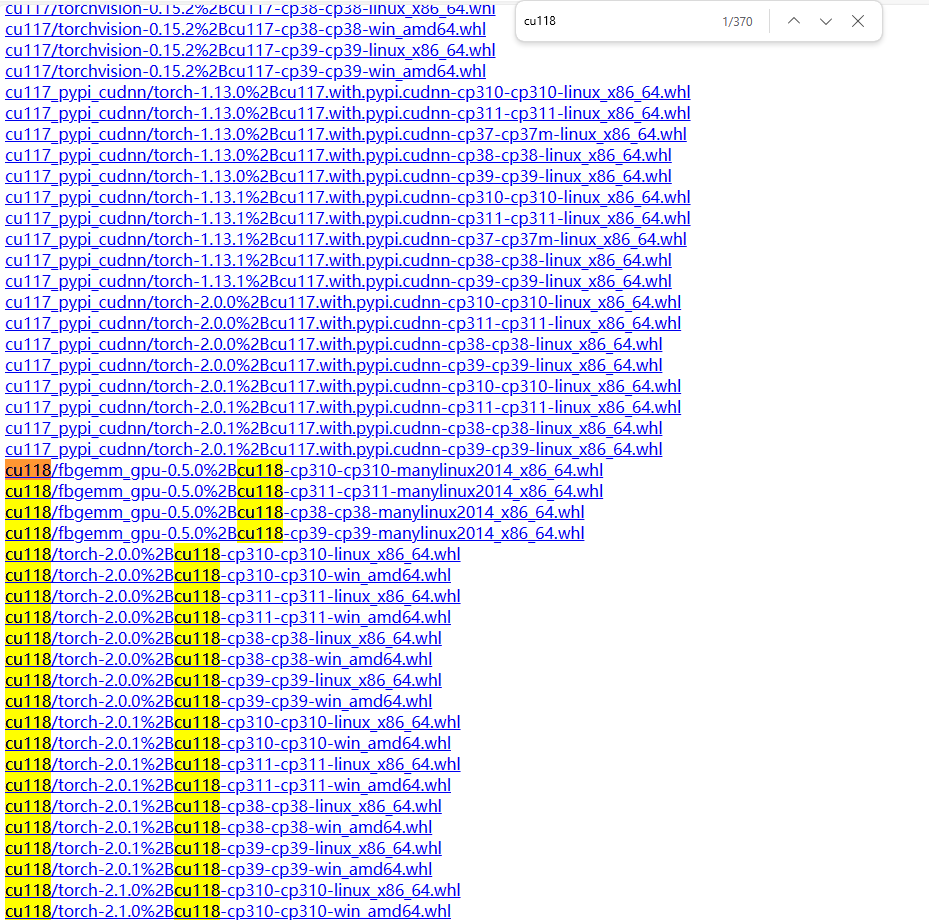 cu117/torchvision-0.15.2%2Bcu117-cp38-cp38-linux_x86_64.whl
cu117/torchvision-0.15.2%2Bcu117-cp38-cp38-win_amd64.whl
cu118
1/370
cu117/torchvision-0.15.2%2Bcu117-cp39-cp39-linux_x86_64.whl
cu117/torchvision-0.15.2%2Bcu117-cp39-cp39-win_amd64.whl
cu117_pypi_cudnn/torch-1.13.0%2Bcu117.with.pypi.cudnn-cp310-cp310-linux_x86_64.whl
cu117_pypi_cudnn/torch-1.13.0%2Bcu117.with.pypi.cudnn-cp311-cp311-linux_x86_64.whl
cu117_pypi_cudnn/torch-1.13.0%2Bcu117.with.pypi.cudnn-cp37-cp37m-linux_x86_64.whl
cu117_pypi_cudnn/torch-1.13.0%2Bcu117.with.pypi.cudnn-cp38-cp38-linux_x86_64.whl
cu117_pypi_cudnn/torch-1.13.0%2Bcu117.with.pypi.cudnn-cp39-cp39-linux_x86_64.whl
cu117_pypi_cudnn/torch-1.13.1%2Bcu117.with.pypi.cudnn-cp310-cp310-linux_x86_64.whl
cu117_pypi_cudnn/torch-1.13.1%2Bcu117.with.pypi.cudnn-cp311-cp311-linux_x86_64.whl
cu117_pypi_cudnn/torch-1.13.1%2Bcu117.with.pypi.cudnn-cp37-cp37m-linux_x86_64.whl
cu117_pypi_cudnn/torch-1.13.1%2Bcu117.with.pypi.cudnn-cp38-cp38-linux_x86_64.whl
cu117_pypi_cudnn/torch-1.13.1%2Bcu117.with.pypi.cudnn-cp39-cp39-linux_x86_64.whl
cu117_pypi_cudnn/torch-2.0.0%2Bcu117.with.pypi.cudnn-cp310-cp310-linux_x86_64.whl
cu117_pypi_cudnn/torch-2.0.0%2Bcu117.with.pypi.cudnn-cp311-cp311-linux_x86_64.whl
cu117_pypi_cudnn/torch-2.0.0%2Bcu117.with.pypi.cudnn-cp38-cp38-linux_x86_64.whl
cu117_pypi_cudnn/torch-2.0.0%2Bcu117.with.pypi.cudnn-cp39-cp39-linux_x86_64.whl
cu117_pypi_cudnn/torch-2.0.1%2Bcu117.with.pypi.cudnn-cp310-cp310-linux_x86_64.whl
cu117_pypi_cudnn/torch-2.0.1%2Bcu117.with.pypi.cudnn-cp311-cp311-linux_x86_64.whl
cu117_pypi_cudnn/torch-2.0.1%2Bcu117.with.pypi.cudnn-cp38-cp38-linux_x86_64.whl
cu117_pypi_cudnn/torch-2.0.1%2Bcu117.with.pypi.cudnn-cp39-cp39-linux_x86_64.whl
cu118/fbgemm_gpu-0.5.0%2Bcu118-cp310-cp310-manylinux2014_x86_64.whl
cu118/fbgemm_gpu-0.5.0%2Bcu118-cp311-cp311-manylinux2014_x86_64.whl
cu118/fbgemm_gpu-0.5.0%2Bcu118-cp38-cp38-manylinux2014_x86_64.whl
cu118/fbgemm_gpu-0.5.0%2Bcu118-cp39-cp39-manylinux2014_x86_64.whl
cu118/torch-2.0.0%2Bcu118-cp310-cp310-linux_x86_64.whl
cu118/torch-2.0.0%2Bcu118-cp310-cp310-win_amd64.whl
cu118/torch-2.0.0%2Bcu118-cp311-cp311-linux_x86_64.whl
cu118/torch-2.0.0%2Bcu118-cp311-cp311-win_amd64.whl
cu118/torch-2.0.0%2Bcu118-cp38-cp38-linux_x86_64.whl
cu118/torch-2.0.0%2Bcu118-cp38-cp38-win_amd64.whl
cu118/torch-2.0.0%2Bcu118-cp39-cp39-linux_x86_64.whl
cu118/torch-2.0.0%2Bcu118-cp39-cp39-win_amd64.whl
cu118/torch-2.0.1%2Bcu118-cp310-cp310-linux_x86_64.whl
cu118/torch-2.0.1%2Bcu118-cp310-cp310-win_amd64.whl
cu118/torch-2.0.1%2Bcu118-cp311-cp311-linux_x86_64.whl
cu118/torch-2.0.1%2Bcu118-cp311-cp311-win_amd64.whl
cu118/torch-2.0.1%2Bcu118-cp38-cp38-linux_x86_64.whl
cu118/torch-2.0.1%2Bcu118-cp38-cp38-win_amd64.whl
cu118/torch-2.0.1%2Bcu118-cp39-cp39-linux_x86_64.whl
cu118/torch-2.0.1%2Bcu118-cp39-cp39-win_amd64.whl
cu118/torch-2.1.0%2Bcu118-cp310-cp310-linux_x86_64.whl
cu118/torch-2.1.0%2Bcu118-cp310-cp310-win_amd64.whl